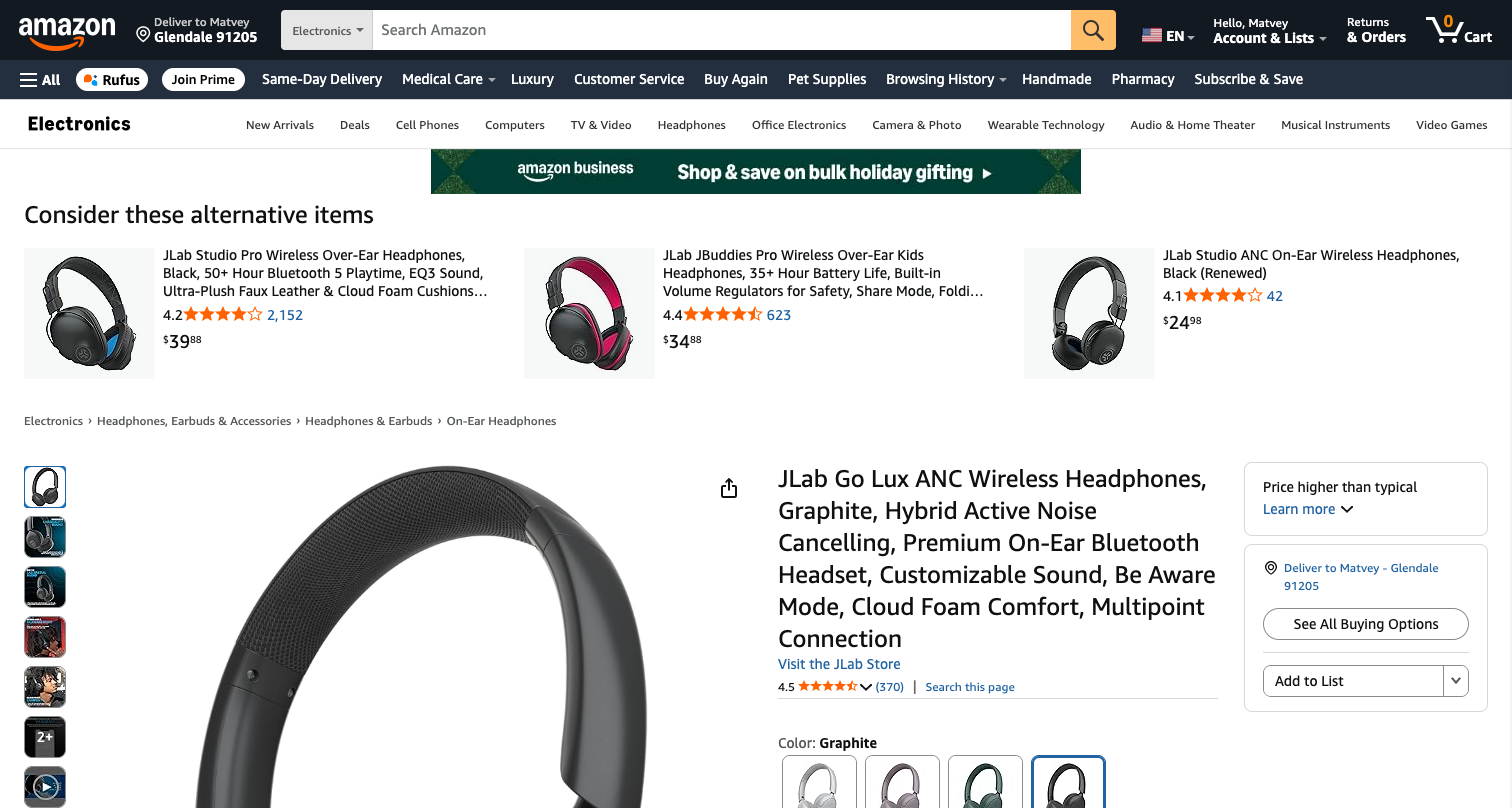 amazon
Deliver to Matvey
Glendale 91205
Electronics
Search Amazon
EN
Hello, Matvey
Account & Lists
Returns
& Orders
0
Cart
All
Rufus
Join Prime
Same-Day Delivery
Medical Care
Luxury
Customer Service
Buy Again
Pet Supplies
Browsing History
Handmade
Pharmacy
Subscribe & Save
Electronics
New Arrivals
Deals
Cell Phones
Computers
TV & Video
Headphones
Office Electronics
Camera & Photo
Wearable Technology
Audio & Home Theater
Musical Instruments
Video Games
amazon business
Shop & save on bulk holiday gifting
Consider these alternative items
JLab Studio Pro Wireless Over-Ear Headphones,
Black, 50+ Hour Bluetooth 5 Playtime, EQ3 Sound,
Ultra-Plush Faux Leather & Cloud Foam Cushions…
4.2 2,152
$39 88
JLab JBuddies Pro Wireless Over-Ear Kids
Headphones, 35+ Hour Battery Life, Built-in
Volume Regulators for Safety, Share Mode, Foldi…
4.4 623
$34 88
JLab Studio ANC On-Ear Wireless Headphones,
Black (Renewed)
4.1 42
$24 98
Electronics › Headphones, Earbuds & Accessories › Headphones & Earbuds › On-Ear Headphones
2+
JLab Go Lux ANC Wireless Headphones,
Graphite, Hybrid Active Noise
Cancelling, Premium On-Ear Bluetooth
Headset, Customizable Sound, Be Aware
Mode, Cloud Foam Comfort, Multipoint
Connection
Visit the JLab Store
4.5 (370) | Search this page
Color: Graphite
Price higher than typical
Learn more
Deliver to Matvey - Glendale
91205
See All Buying Options
Add to List